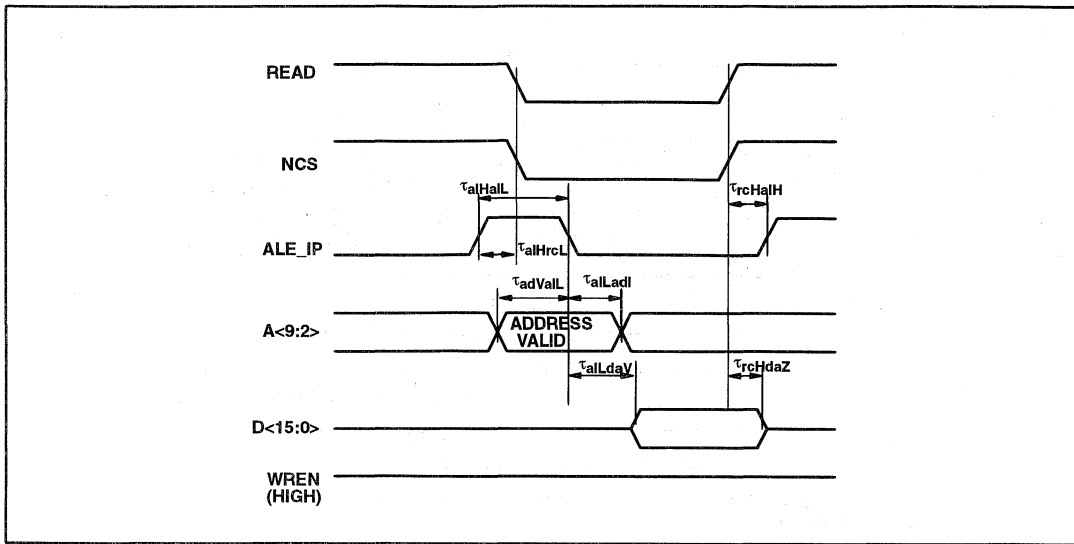 READ
NCS
τalHalL
τrcHalH
ALE_IP
τalHrcL
τadValL
τalLadI
A<9:2>
ADDRESS
VALID
τalLdaV
τrcHdaZ
D<15:0>
WREN
(HIGH)